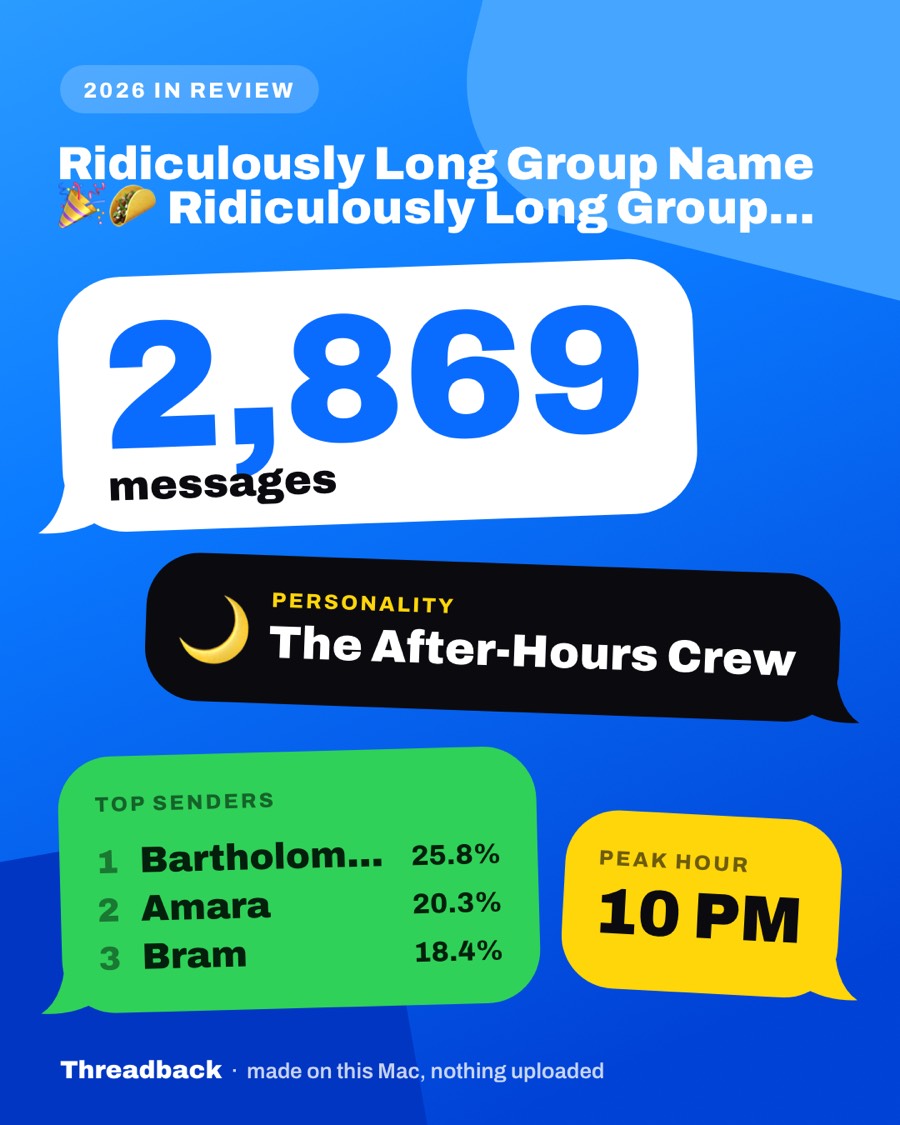 2026 IN REVIEW
Ridiculously Long Group Name
🎉🌮 Ridiculously Long Group...
2,869
messages
PERSONALITY
The After-Hours Crew
TOP SENDERS
1 Bartholom... 25.8%
2 Amara 20.3%
3 Bram 18.4%
PEAK HOUR
10 PM
Threadback · made on this Mac, nothing uploaded